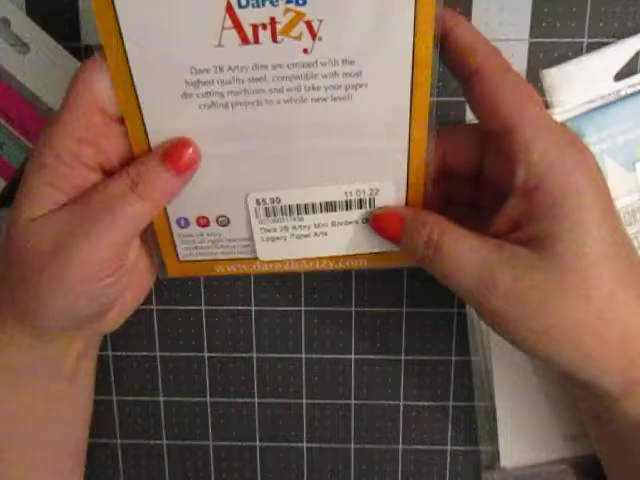 Dare 2B
Artzy
Dare 2B Artzy dies are created with the
highest quality steel, compatible with most
die cutting machines and will take your paper
crafting projects to a whole new level!
$5.99 11.01.22
Dare 2B Artzy Mini Borders
Legacy Paper Arts
www.dare2bArtzy.com